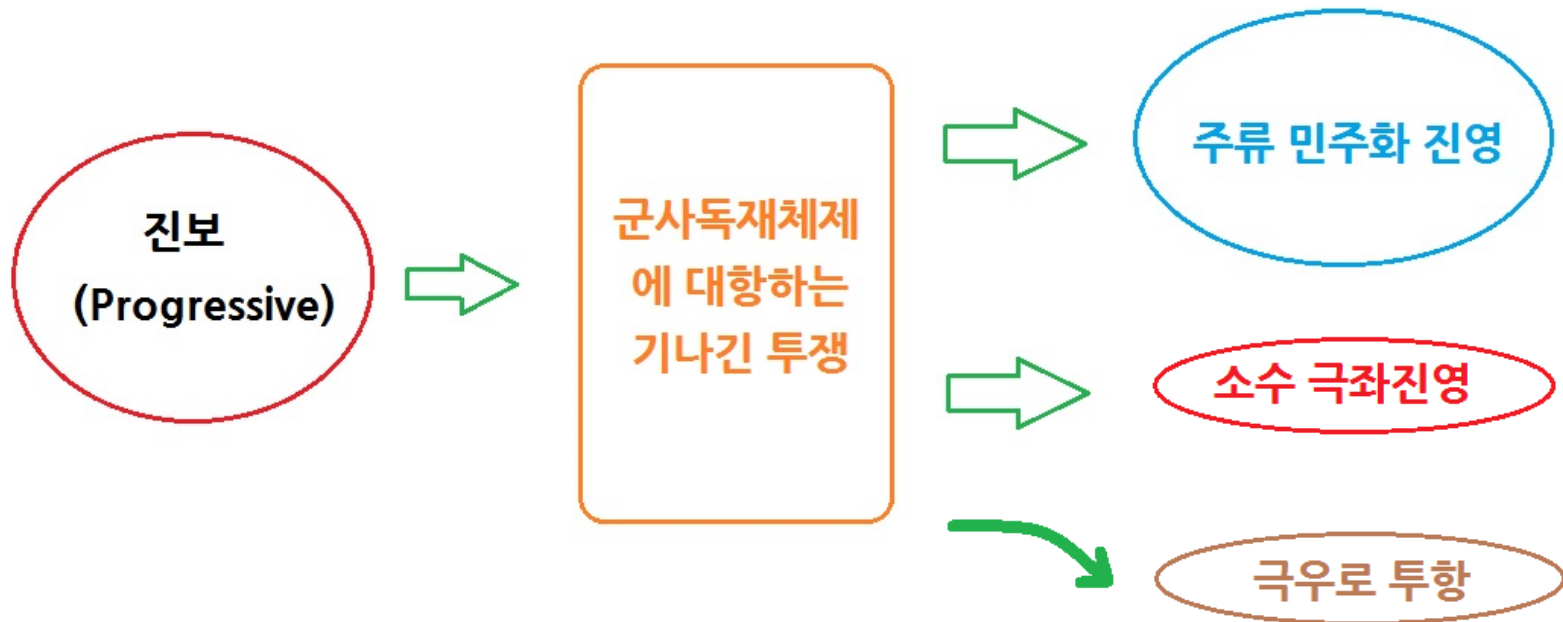 진보
(Progressive)
군사독재체제
에 대항하는
기나긴 투쟁
주류 민주화 진영
소수 극좌진영
극우로 투항